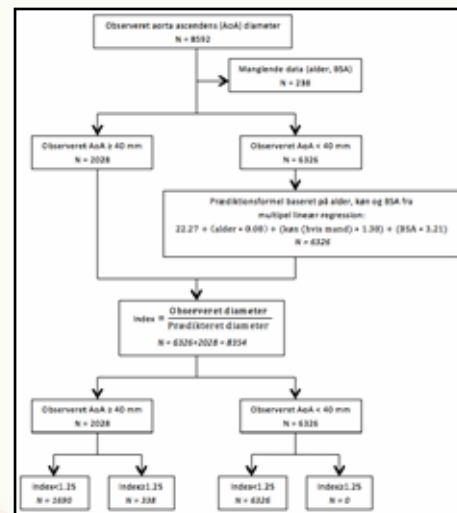 Observeret aorta ascendens (AoA) diameter
N = 8592
Manglende data (alder, BSA)
N = 238
Observeret AoA ≥ 40 mm
N = 2028
Observeret AoA < 40 mm
N = 6326
Prædiktionsformel baseret på alder, køn og BSA fra
multipel lineær regression:
22.27 + (alder • 0.08) + (køn (hvis mand) • 1.30) + (BSA • 3.21)
N = 6326
Index = Observeret diameter
Prædikteret diameter
N = 6326+2028 = 8354
Observeret AoA ≥ 40 mm
N = 2028
Observeret AoA < 40 mm
N = 6326
Index<1.25
N = 1690
Index≥1.25
N = 338
Index<1.25
N = 6326
Index≥1.25
N = 0